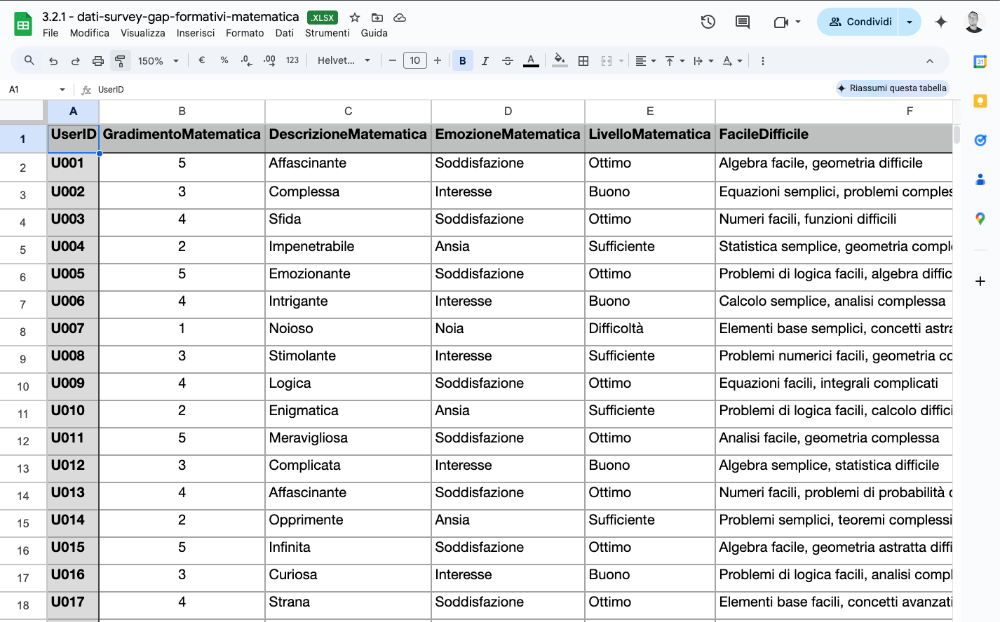 3.2.1 - dati-survey-gap-formativi-matematica .XLSX
File Modifica Visualizza Inserisci Formato Dati Strumenti Guida
Condividi
150% € % .0 .00 123 Helvet... 10 B I A
A1 fx UserID
Riassumi questa tabella
A B C D E F
1 UserID GradimentoMatematica DescrizioneMatematica EmozioneMatematica LivelloMatematica FacileDifficile
2 U001 5 Affascinante Soddisfazione Ottimo Algebra facile, geometria difficile
3 U002 3 Complessa Interesse Buono Equazioni semplici, problemi comples
4 U003 4 Sfida Soddisfazione Ottimo Numeri facili, funzioni difficili
5 U004 2 Impenetrabile Ansia Sufficiente Statistica semplice, geometria compl
6 U005 5 Emozionante Soddisfazione Ottimo Problemi di logica facili, algebra diffic
7 U006 4 Intrigante Interesse Buono Calcolo semplice, analisi complessa
8 U007 1 Noioso Noia Difficoltà Elementi base semplici, concetti astra
9 U008 3 Stimolante Interesse Sufficiente Problemi numerici facili, geometria co
10 U009 4 Logica Soddisfazione Ottimo Equazioni facili, integrali complicati
11 U010 2 Enigmatica Ansia Sufficiente Problemi di logica facili, calcolo diffici
12 U011 5 Meravigliosa Soddisfazione Ottimo Analisi facile, geometria complessa
13 U012 3 Complicata Interesse Buono Algebra semplice, statistica difficile
14 U013 4 Affascinante Soddisfazione Ottimo Numeri facili, problemi di probabilità
15 U014 2 Opprimente Ansia Sufficiente Problemi semplici, teoremi complessi
16 U015 5 Infinita Soddisfazione Ottimo Algebra facile, geometria astratta diffi
17 U016 3 Curiosa Interesse Buono Problemi di logica facili, analisi compl
18 U017 4 Strana Soddisfazione Ottimo Elementi base facili, concetti avanzati